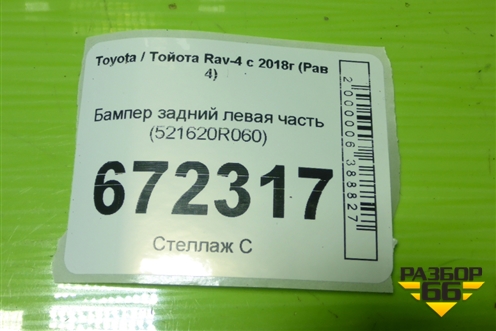 Toyota / Тойота Rav-4 с 2018г (Рав
4)
Бампер задний левая часть
(521620R060)
672317
Стеллаж С
2000006388827
РАЗБОР
66